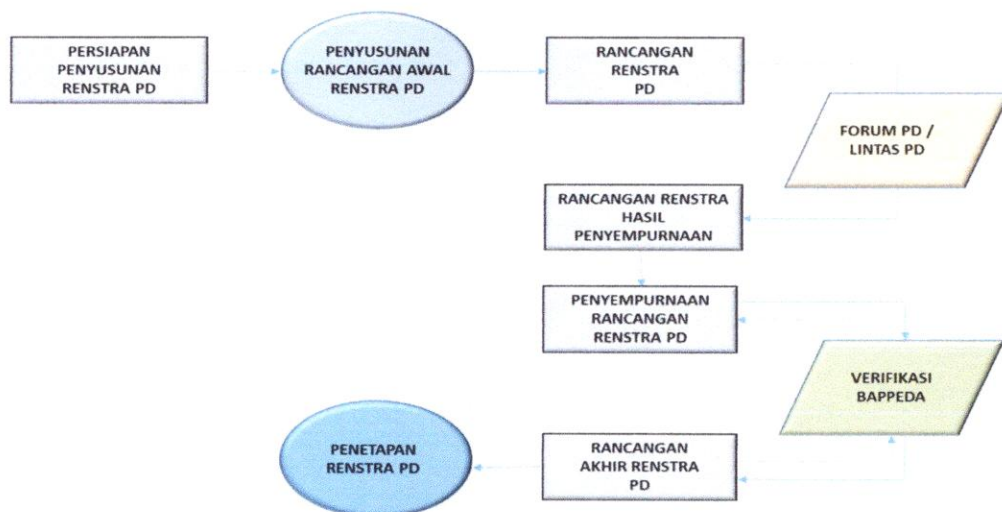 PERSIAPAN
PENYUSUNAN
RENSTRA PD
PENYUSUNAN
RANCANGAN AWAL
RENSTRA PD
RANCANGAN
RENSTRA
PD
FORUM PD /
LINTAS PD
RANCANGAN RENSTRA
HASIL
PENYEMPURNAAN
PENYEMPURNAAN
RANCANGAN
RENSTRA PD
VERIFIKASI
BAPPEDA
PENETAPAN
RENSTRA PD
RANCANGAN
AKHIR RENSTRA
PD